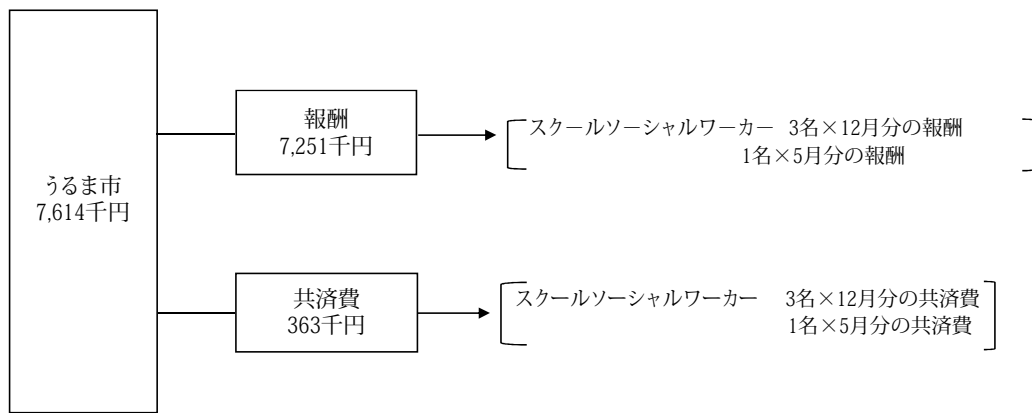 うるま市
7,614千円
報酬
7,251千円
スクールソーシャルワーカー 3名×12月分の報酬
1名×5月分の報酬
共済費
363千円
スクールソーシャルワーカー 3名×12月分の共済費
1名×5月分の共済費